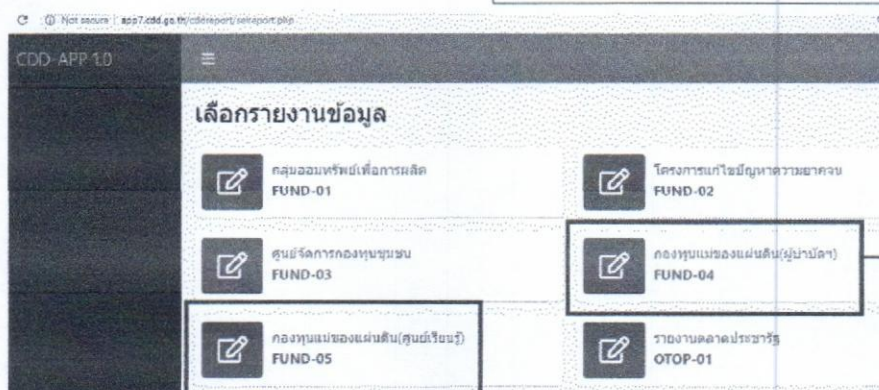 Not secure | app7.cdd.go.th/cddreport/selreport.php
CDD-APP 1.0
เลือกรายงานข้อมูล
กลุ่มออมทรัพย์เพื่อการผลิต
FUND-01
โครงการแก้ไขปัญหาความยากจน
FUND-02
ศูนย์จัดการกองทุนชุมชน
FUND-03
กองทุนแม่ของแผ่นดิน(ผู้บำบัดฯ)
FUND-04
กองทุนแม่ของแผ่นดิน(ศูนย์เรียนรู้)
FUND-05
รายงานตลาดประชารัฐ
OTOP-01